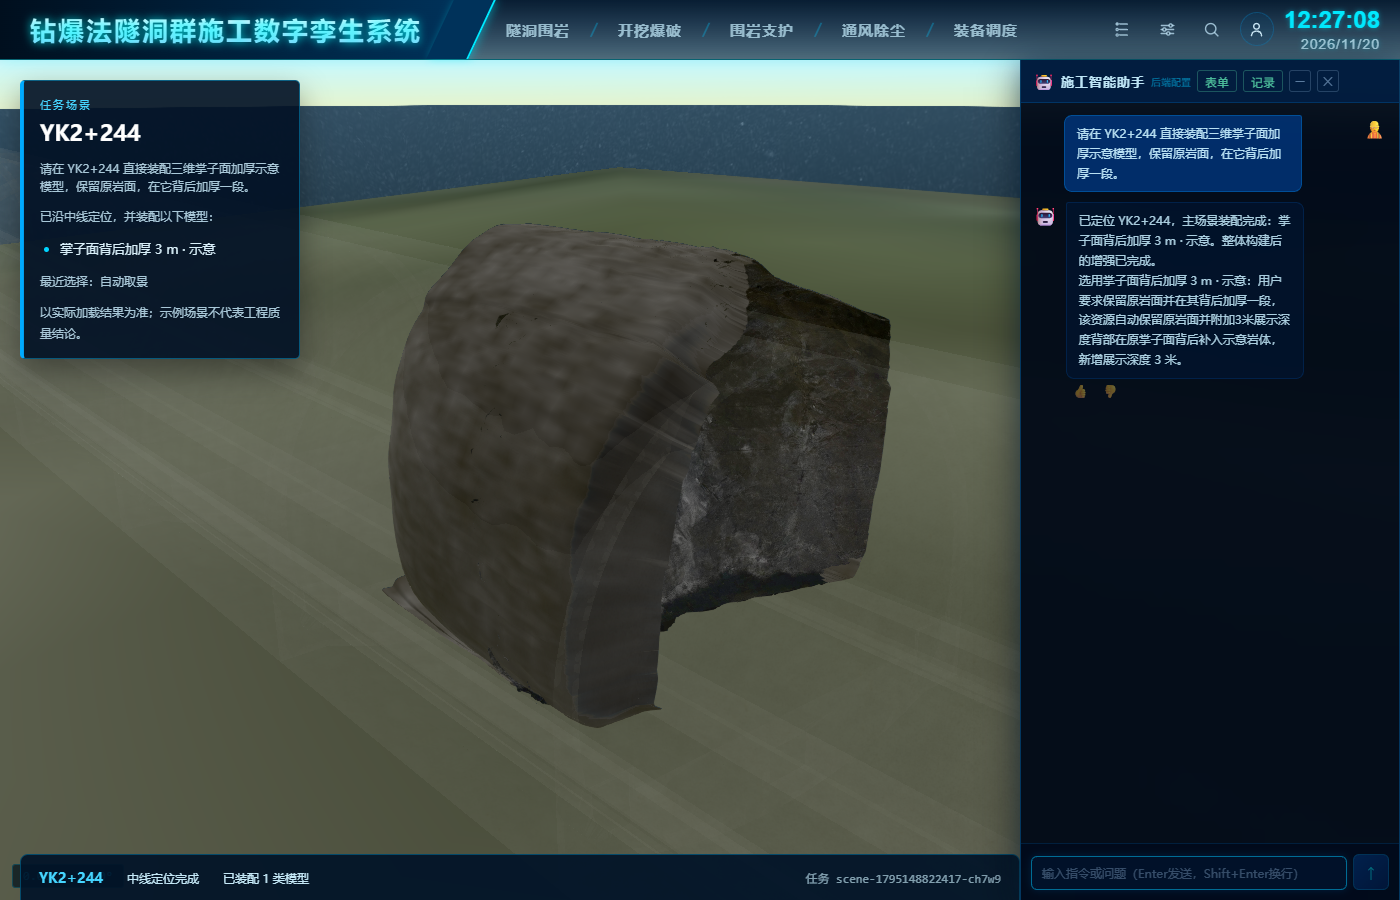 钻爆法隧洞群施工数字孪生系统
隧洞围岩 / 开挖爆破 / 围岩支护 / 通风除尘 / 装备调度
12:27:08
2026/11/20
任务场景
YK2+244
请在 YK2+244 直接装配三维掌子面加厚示意
模型，保留原岩面，在它背后加厚一段。
已沿中线定位，并装配以下模型：
掌子面背后加厚 3 m · 示意
最近选择：自动取景
以实际加载结果为准；示例场景不代表工程质
量结论。
施工智能助手 后端配置 表单 记录
请在 YK2+244 直接装配三维掌子面加
厚示意模型，保留原岩面，在它背后加
厚一段。
已定位 YK2+244，主场景装配完成：掌
子面背后加厚 3 m · 示意。整体构建后
的增强已完成。
选用掌子面背后加厚 3 m · 示意：用户
要求保留原岩面并在其背后加厚一段，
该资源自动保留原岩面并附加3米展示深
度背部在原掌子面背后补入示意岩体，
新增展示深度 3 米。
输入指令或问题（Enter发送，Shift+Enter换行）
YK2+244 中线定位完成 已装配 1 类模型
任务 scene-1795148822417-ch7w9